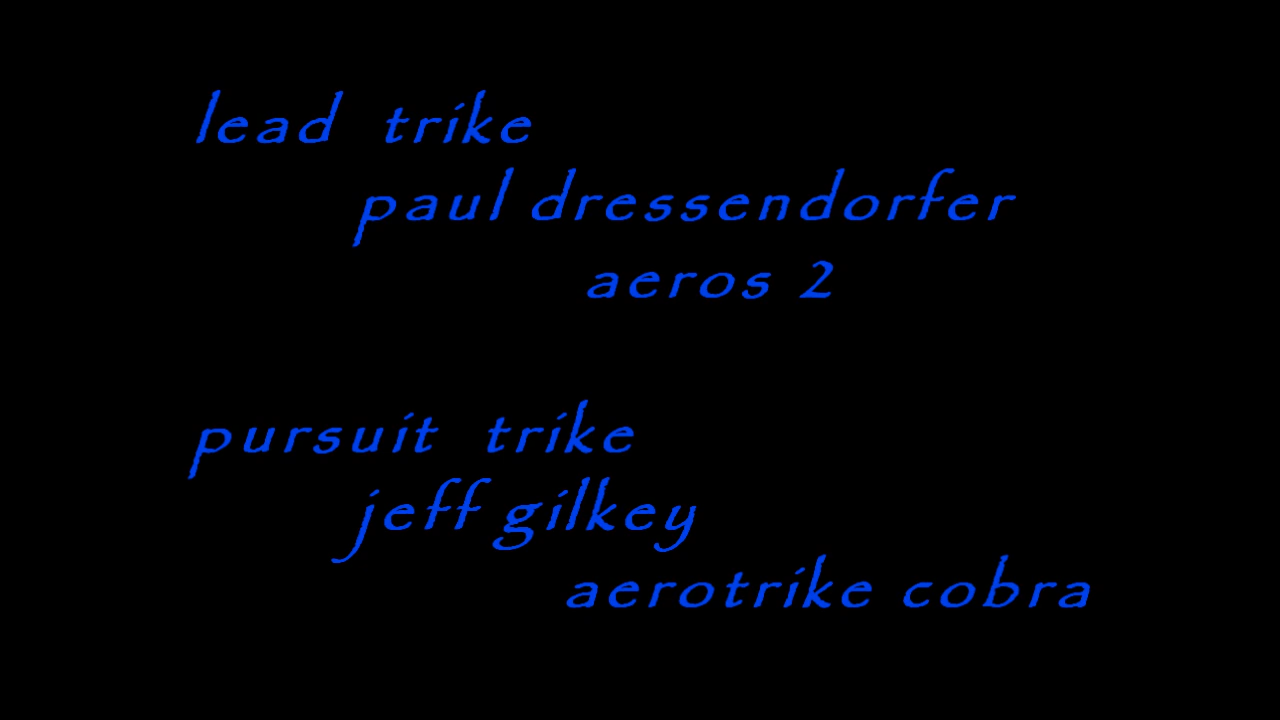 lead trike
paul dressendorfer
aeros 2
pursuit trike
jeff gilkey
aerotrike cobra